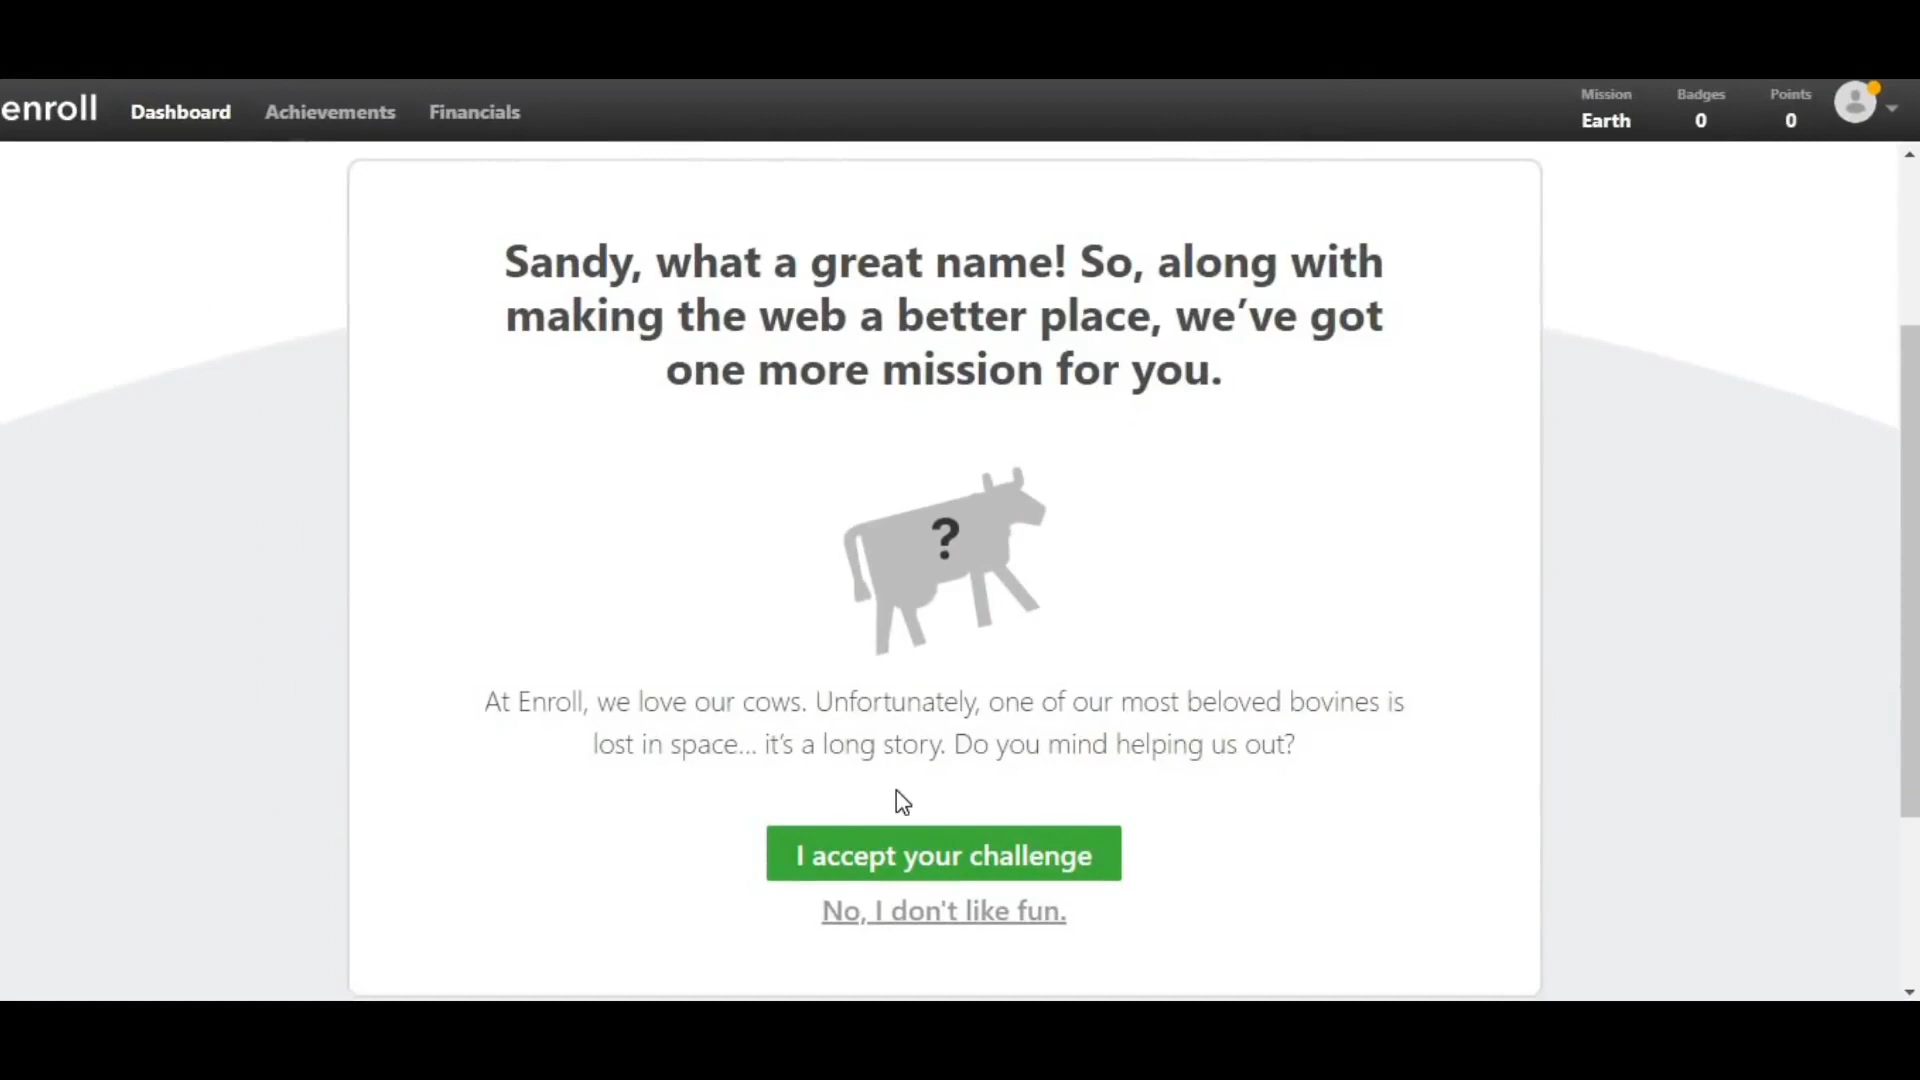 enroll Dashboard Achievements Financials Mission Badges Points
Earth 0 0
Sandy, what a great name! So, along with
making the web a better place, we’ve got
one more mission for you.
?
At Enroll, we love our cows. Unfortunately, one of our most beloved bovines is
lost in space... it’s a long story. Do you mind helping us out?
I accept your challenge
No, I don't like fun.